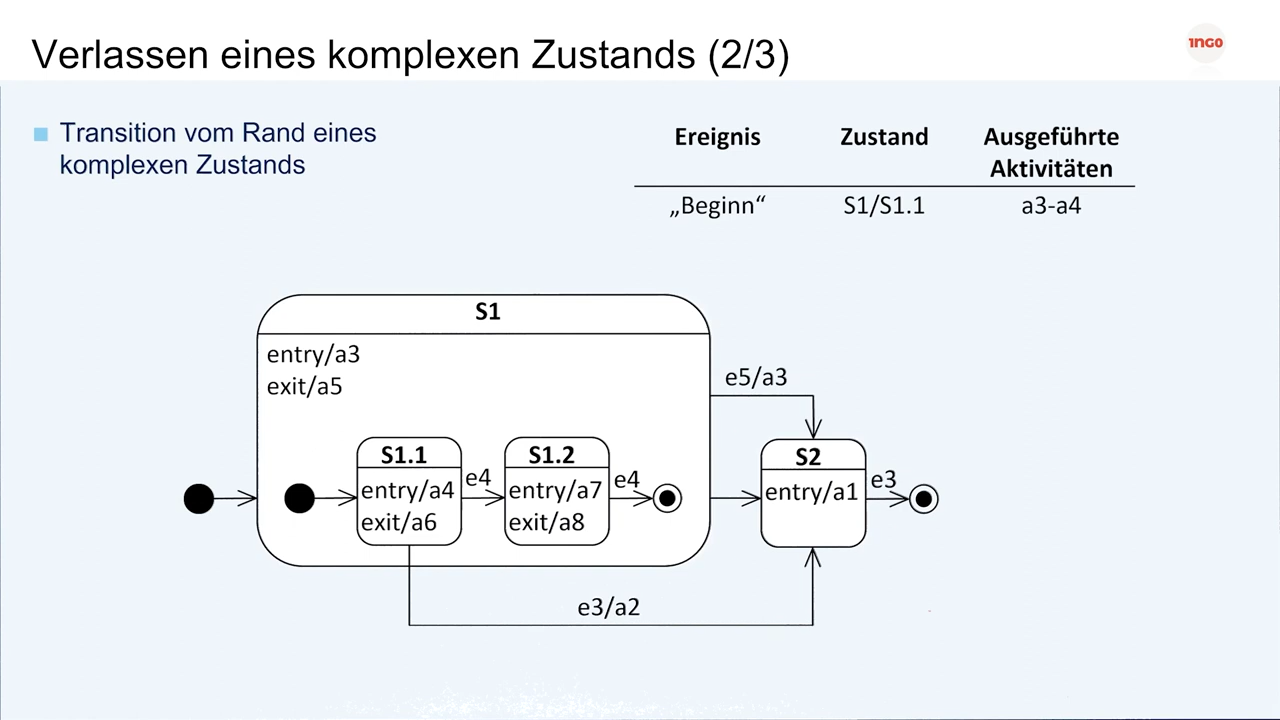 Verlassen eines komplexen Zustands (2/3)
1NGO
Transition vom Rand eines
komplexen Zustands
Ereignis Zustand Ausgeführte
Aktivitäten
„Beginn“ S1/S1.1 a3-a4
S1
entry/a3
exit/a5
e5/a3
S1.1 S1.2 S2
e4 e4 e3
entry/a4 entry/a7 entry/a1
exit/a6 exit/a8
e3/a2